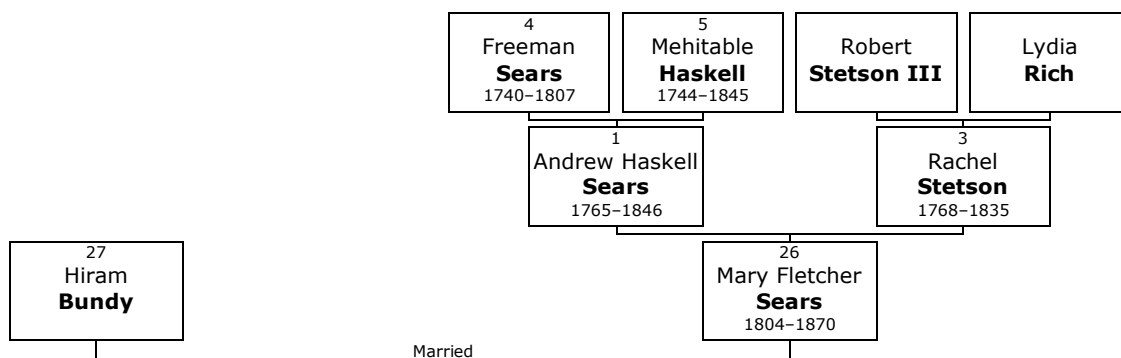 4
Freeman
Sears
1740–1807
5
Mehitable
Haskell
1744–1845
Robert
Stetson III
Lydia
Rich
1
Andrew Haskell
Sears
1765–1846
3
Rachel
Stetson
1768–1835
27
Hiram
Bundy
26
Mary Fletcher
Sears
1804–1870
Married